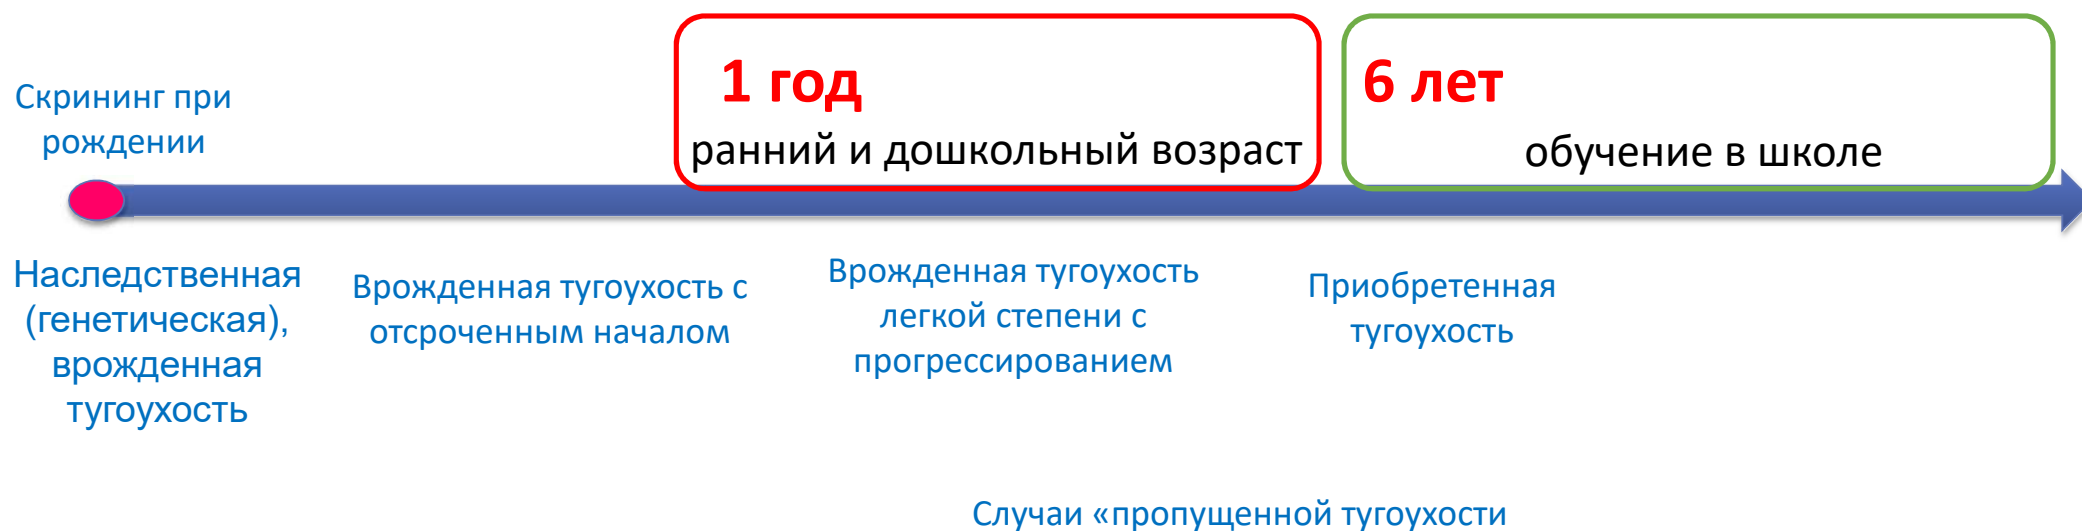 Скрининг при
рождении
1 год
ранний и дошкольный возраст
6 лет
обучение в школе
Наследственная
(генетическая),
врожденная
тугоухость
Врожденная тугоухость с
отсроченным началом
Врожденная тугоухость
легкой степени с
прогрессированием
Приобретенная
тугоухость
Случаи «пропущенной тугоухости